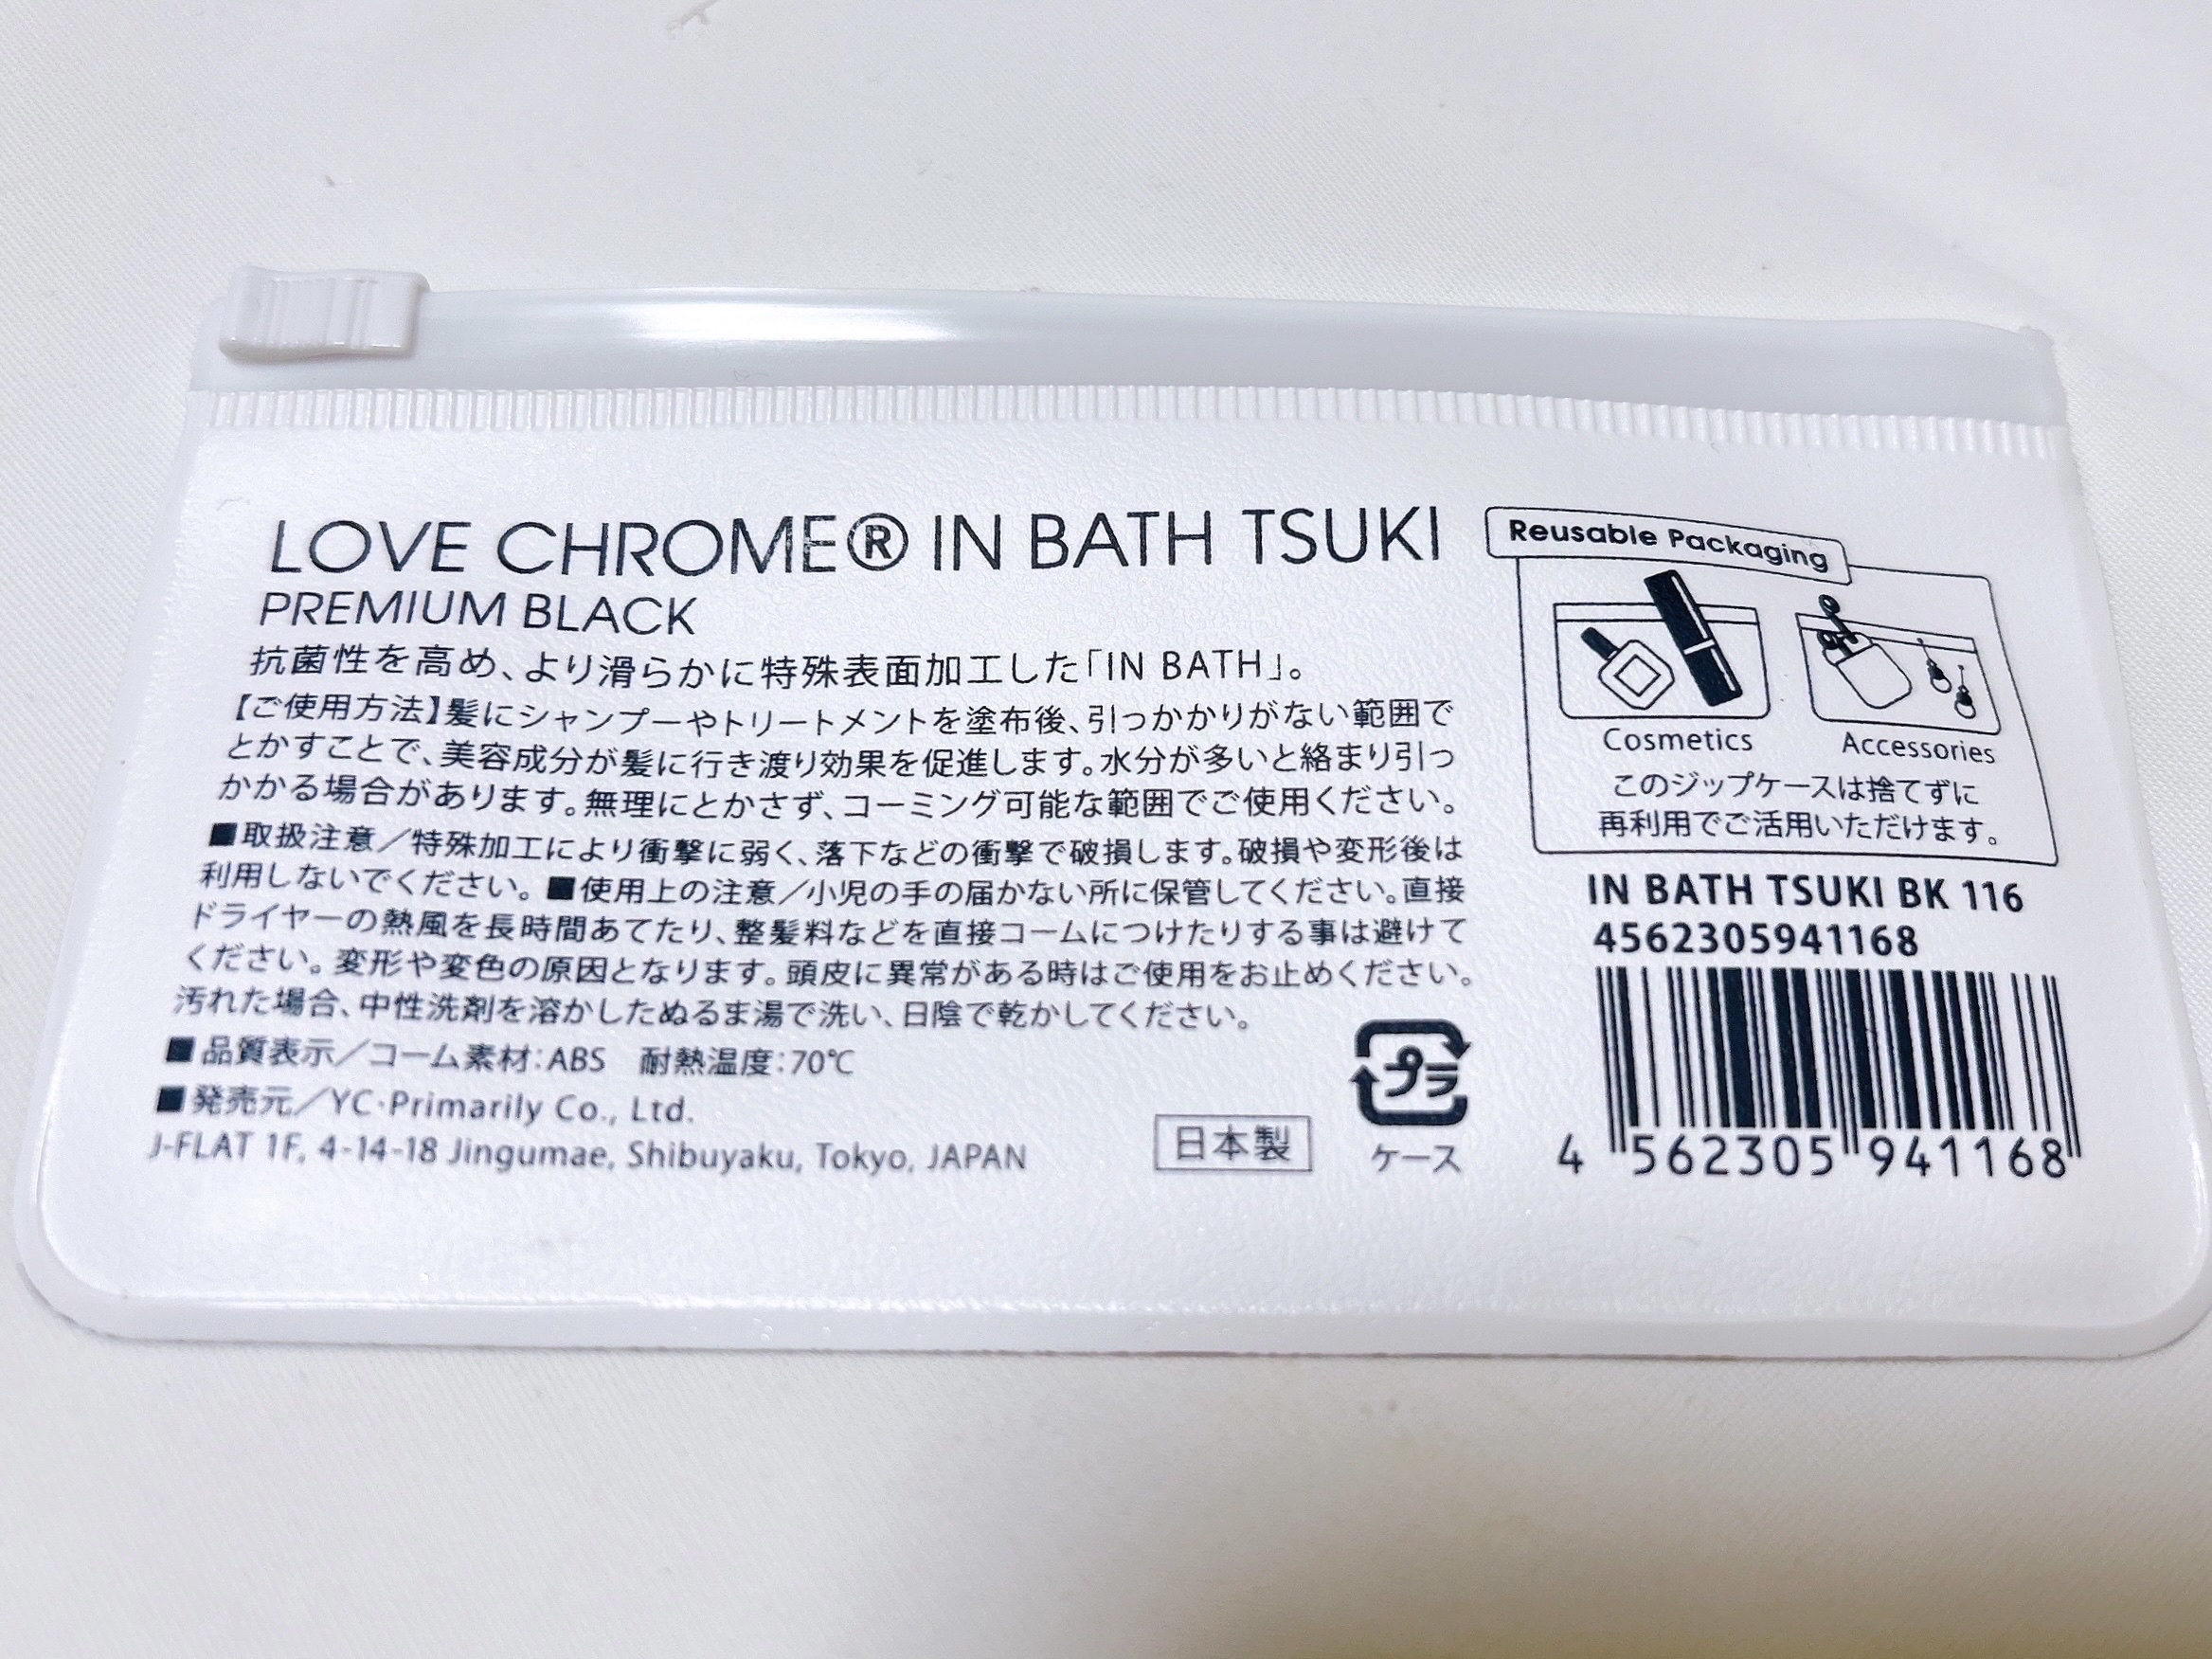 LOVE CHROME® IN BATH TSUKI
PREMIUM BLACK
抗菌性を高め、より滑らかに特殊表面加工した「IN BATH」。
【ご使用方法】髪にシャンプーやトリートメントを塗布後、引っかかりがない範囲で
とかすことで、美容成分が髪に行き渡り効果を促進します。水分が多いと絡まり引っ
かかる場合があります。無理にとかさず、コーミング可能な範囲でご使用ください。
■取扱注意／特殊加工により衝撃に弱く、落下などの衝撃で破損します。破損や変形後は
利用しないでください。■使用上の注意／小児の手の届かない所に保管してください。直接
ドライヤーの熱風を長時間あてたり、整髪料などを直接コームにつけたりする事は避けて
ください。変形や変色の原因となります。頭皮に異常がある時はご使用をお止めください。
汚れた場合、中性洗剤を溶かしたぬるま湯で洗い、日陰で乾かしてください。
■品質表示／コーム素材：ABS 耐熱温度：70℃
■発売元／YC・Primarily Co., Ltd.
J-FLAT 1F, 4-14-18 Jingumae, Shibuyaku, Tokyo, JAPAN
日本製
プラ
ケース
Reusable Packaging
Cosmetics
Accessories
このジップケースは捨てずに
再利用でご活用いただけます。
IN BATH TSUKI BK 116
4562305941168
4 562305 941168